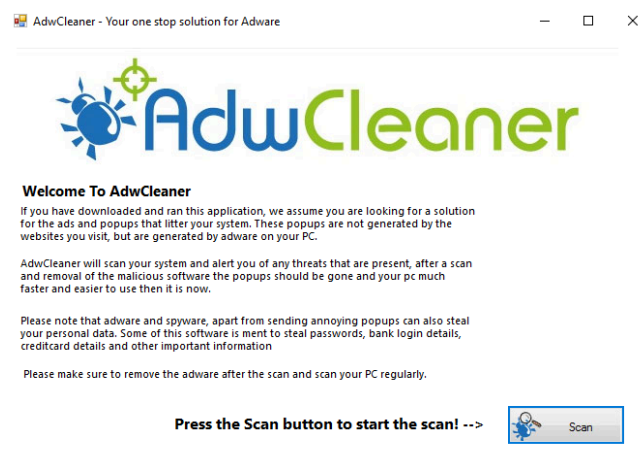 AdwCleaner - Your one stop solution for Adware
AdwCleaner
Welcome To AdwCleaner
If you have downloaded and ran this application, we assume you are looking for a solution
for the ads and popups that litter your system. These popups are not generated by the
websites you visit, but are generated by adware on your PC.
AdwCleaner will scan your system and alert you of any threats that are present, after a scan
and removal of the malicious software the popups should be gone and your pc much
faster and easier to use then it is now.
Please note that adware and spyware, apart from sending annoying popups can also steal
your personal data. Some of this software is ment to steal passwords, bank login details,
creditcard details and other important information
Please make sure to remove the adware after the scan and scan your PC regularly.
Press the Scan button to start the scan! -->
Scan